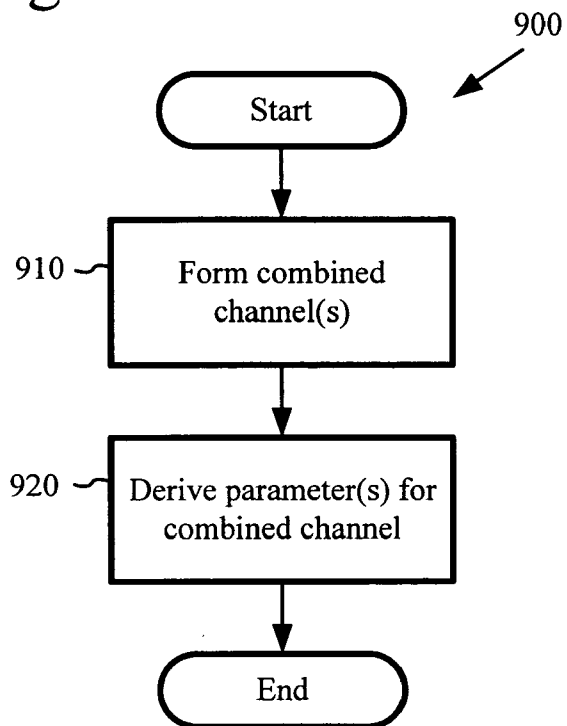 900
Start
910
Form combined
channel(s)
920
Derive parameter(s) for
combined channel
End